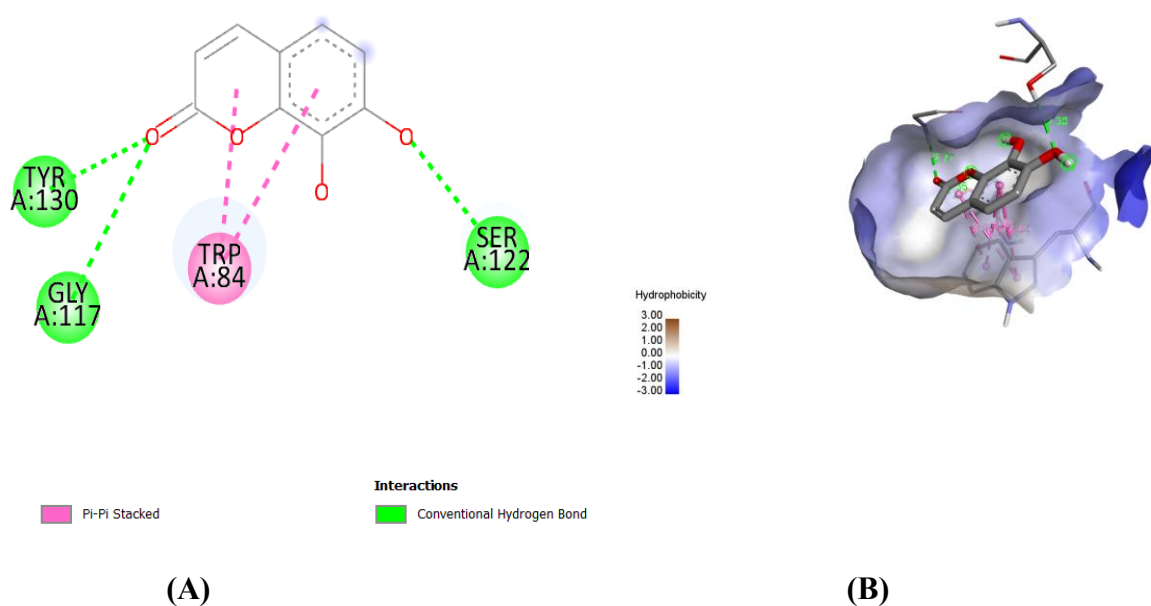 O
O
O
O
TYR
A:130
GLY
A:117
TRP
A:84
SER
A:122
Interactions
Pi-Pi Stacked
Conventional Hydrogen Bond
(A)
Hydrophobicity
3.00
2.00
1.00
0.00
-1.00
-2.00
-3.00
(B)